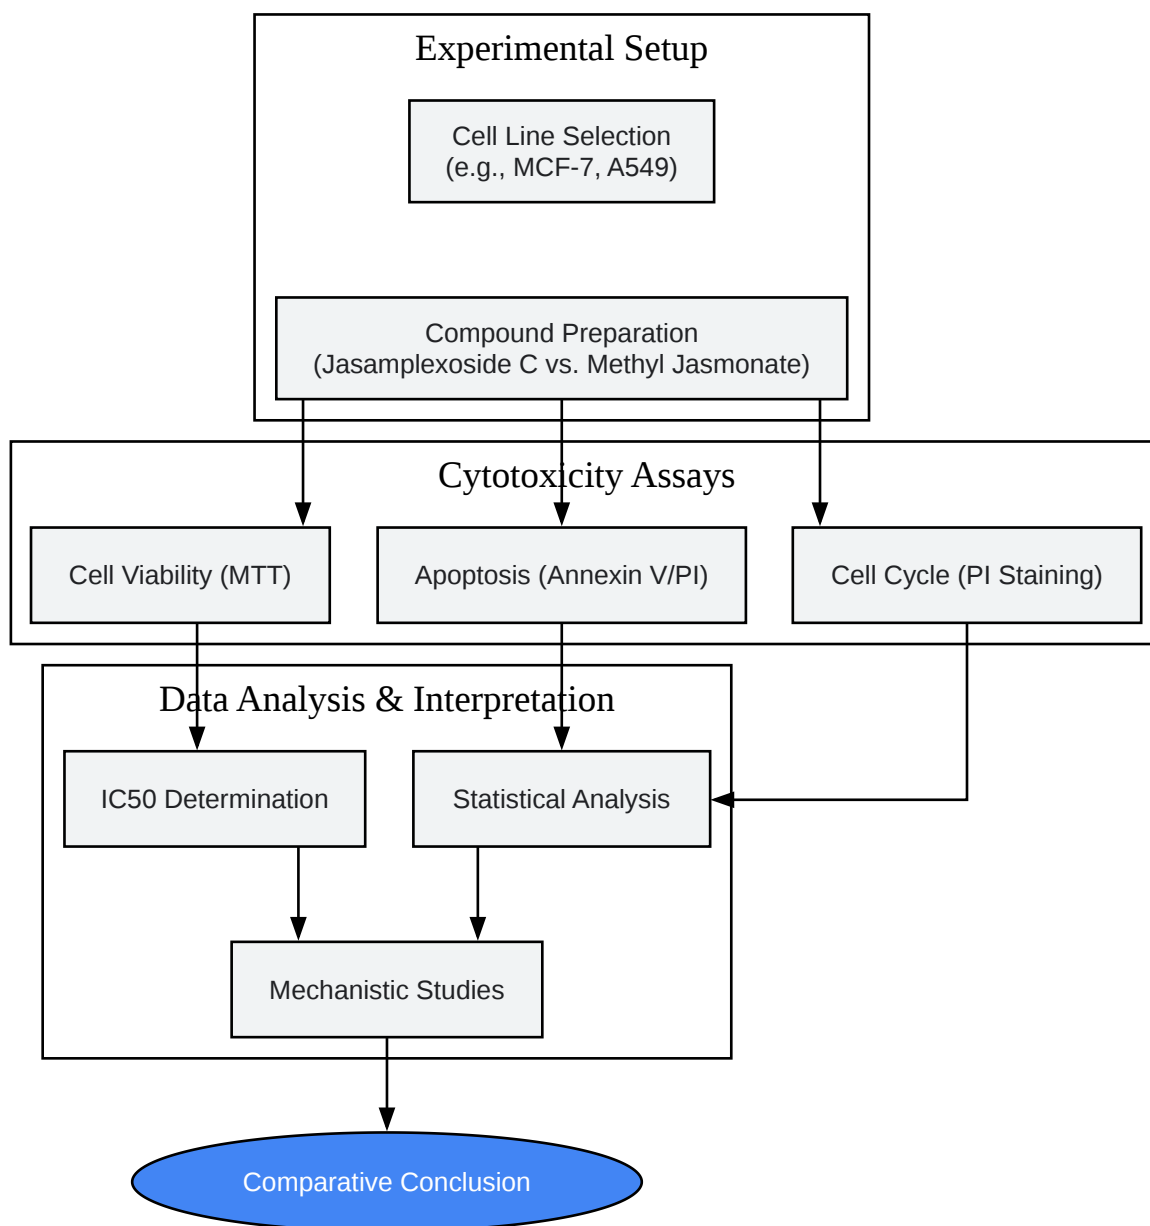 Experimental Setup
Cell Line Selection
(e.g., MCF-7, A549)
Compound Preparation
(Jasamplexoside C vs. Methyl Jasmonate)
Cytotoxicity Assays
Cell Viability (MTT)
Apoptosis (Annexin V/PI)
Cell Cycle (PI Staining)
Data Analysis & Interpretation
IC50 Determination
Statistical Analysis
Mechanistic Studies
Comparative Conclusion